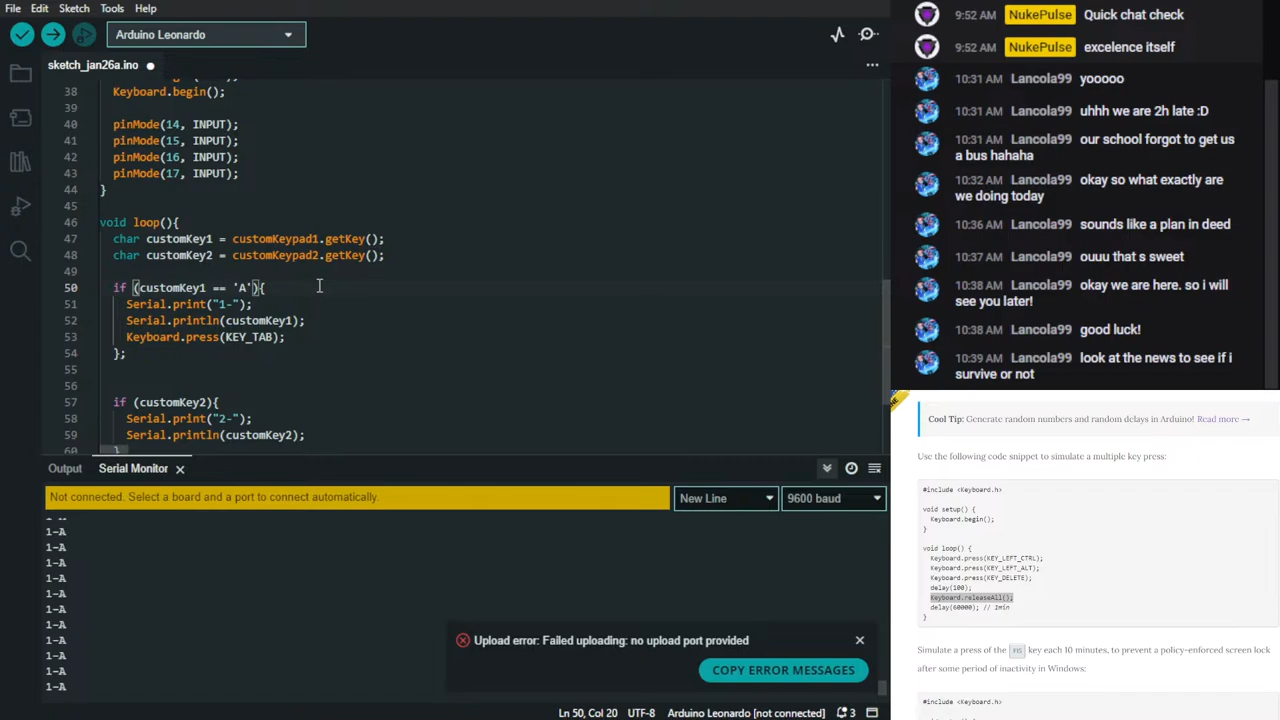 File Edit Sketch Tools Help
Arduino Leonardo
sketch_jan26a.ino
38 Keyboard.begin();
39
40 pinMode(14, INPUT);
41 pinMode(15, INPUT);
42 pinMode(16, INPUT);
43 pinMode(17, INPUT);
44 }
45
46 void loop(){
47 char customKey1 = customKeypad1.getKey();
48 char customKey2 = customKeypad2.getKey();
49
50 if (customKey1 == 'A'){
51 Serial.print("1-");
52 Serial.println(customKey1);
53 Keyboard.press(KEY_TAB);
54 };
55
56
57 if (customKey2){
58 Serial.print("2-");
59 Serial.println(customKey2);
60 }
Output Serial Monitor
Not connected. Select a board and a port to connect automatically.
New Line 9600 baud
1-A
1-A
1-A
1-A
1-A
1-A
1-A
1-A
1-A
1-A
1-A
1-A
Upload error: Failed uploading: no upload port provided
COPY ERROR MESSAGES
Ln 50, Col 20 UTF-8 Arduino Leonardo [not connected] 3
9:52 AM NukePulse Quick chat check
9:52 AM NukePulse excelence itself
10:31 AM Lancola99 yooooo
10:31 AM Lancola99 uhhh we are 2h late :D
10:31 AM Lancola99 our school forgot to get us
a bus hahaha
10:32 AM Lancola99 okay so what exactly are
we doing today
10:36 AM Lancola99 sounds like a plan in deed
10:37 AM Lancola99 ouuu that s sweet
10:38 AM Lancola99 okay we are here. so i will
see you later!
10:38 AM Lancola99 good luck!
10:39 AM Lancola99 look at the news to see if i
survive or not
Cool Tip: Generate random numbers and random delays in Arduino! Read more →
Use the following code snippet to simulate a multiple key press:
#include <Keyboard.h>
void setup() {
Keyboard.begin();
}
void loop() {
Keyboard.press(KEY_LEFT_CTRL);
Keyboard.press(KEY_LEFT_ALT);
Keyboard.press(KEY_DELETE);
delay(100);
Keyboard.releaseAll();
delay(60000); // 1min
}
Simulate a press of the key each 10 minutes, to prevent a policy-enforced screen lock
after some period of inactivity in Windows:
#include <Keyboard.h>